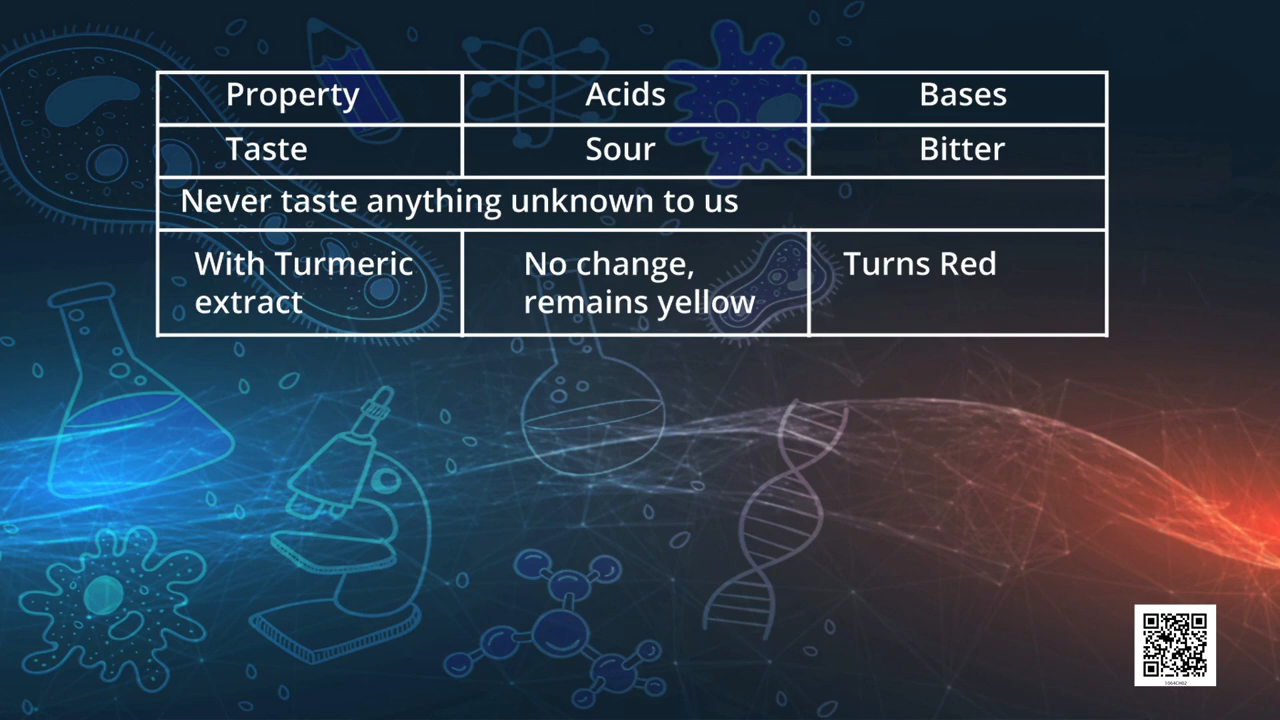 Property Acids Bases
Taste Sour Bitter
Never taste anything unknown to us
With Turmeric extract No change, remains yellow Turns Red
1064CH02